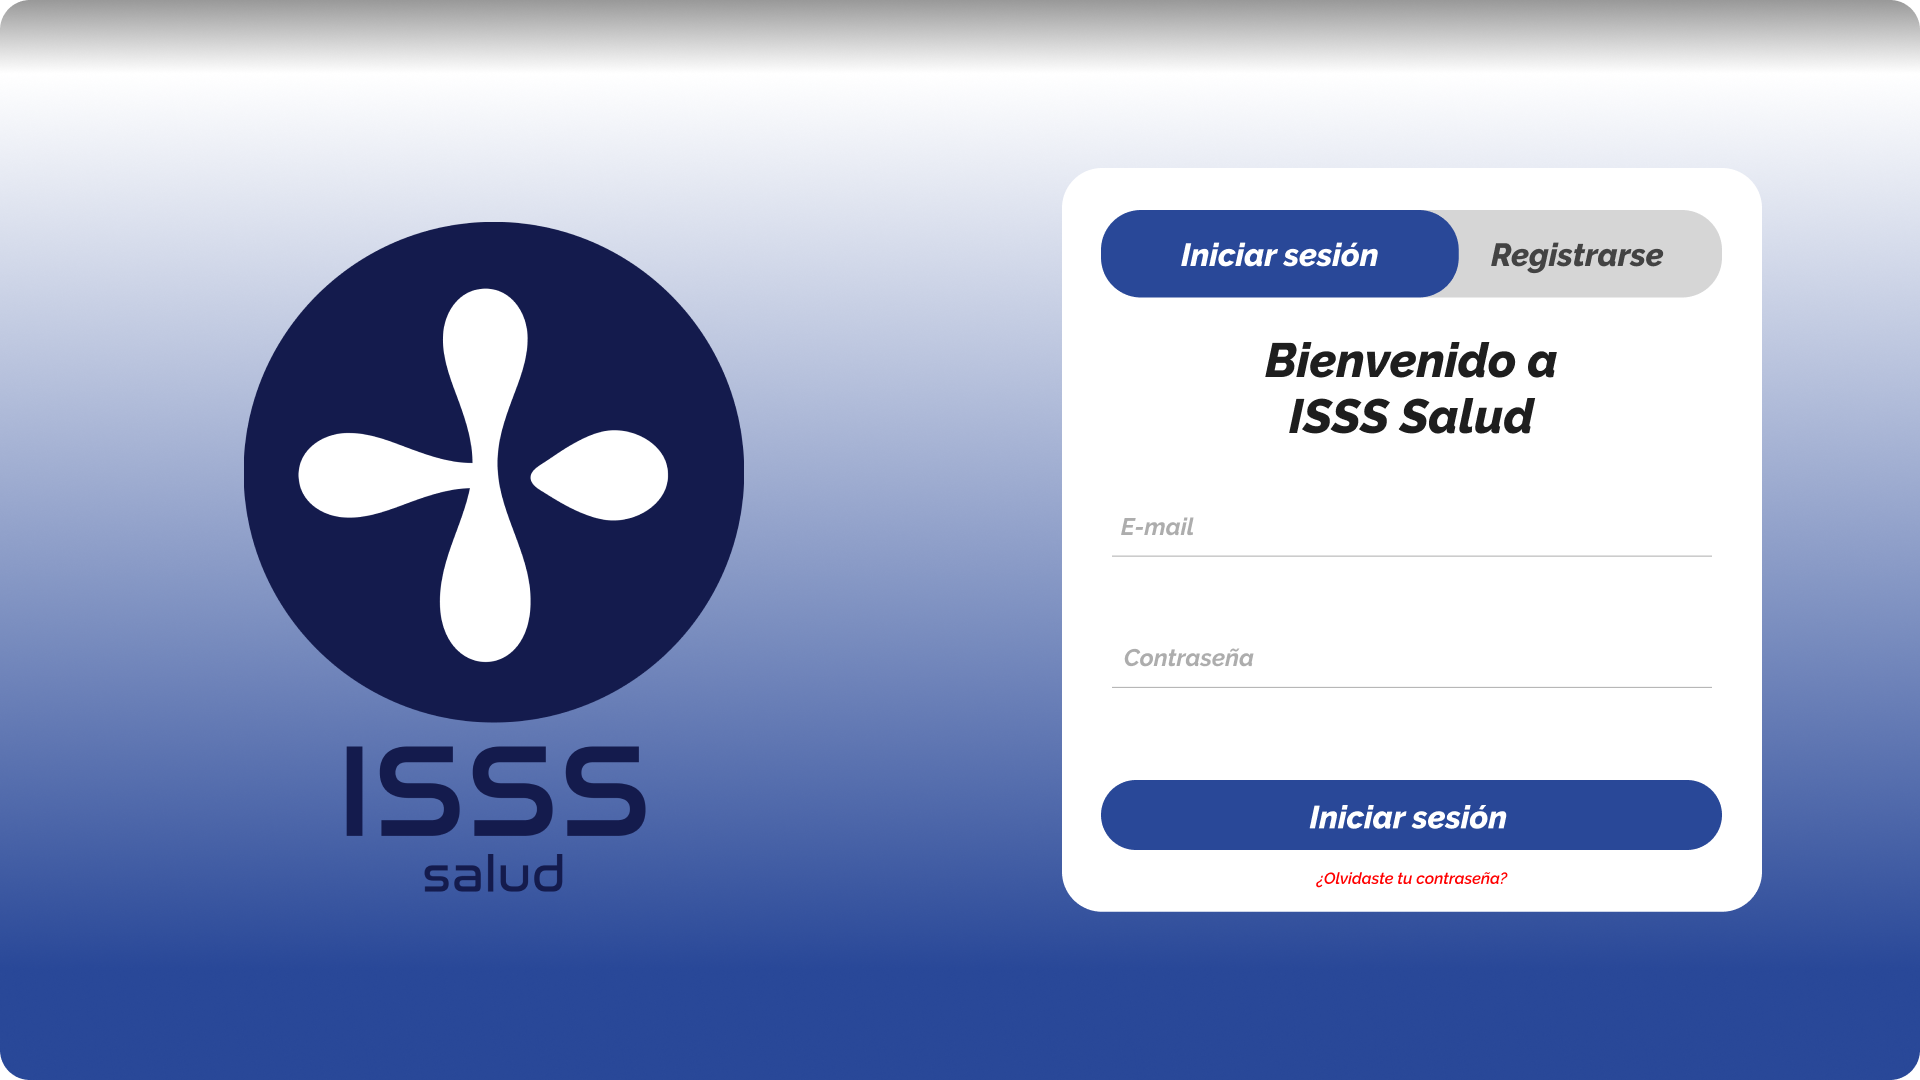 ISSS
salud
Iniciar sesión
Registrarse
Bienvenido a
ISSS Salud
E-mail
Contraseña
Iniciar sesión
¿Olvidaste tu contraseña?